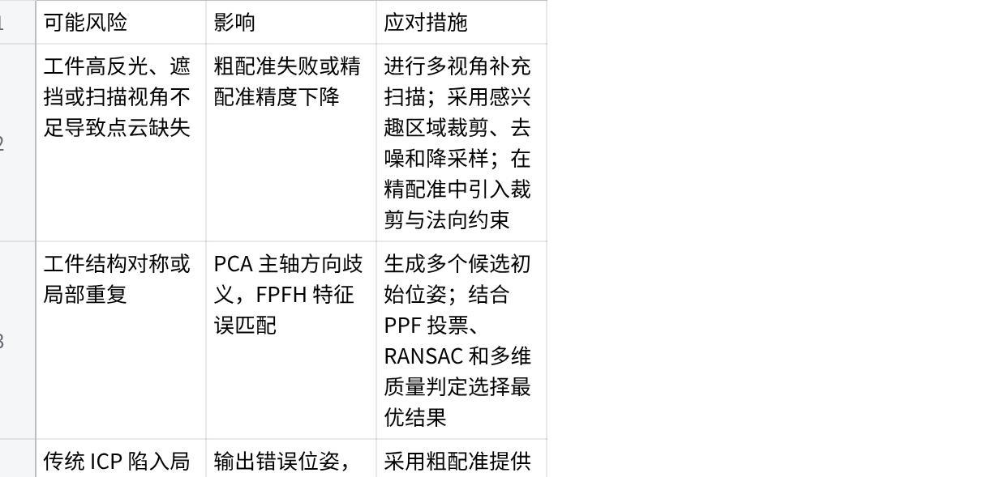 可能风险 影响 应对措施
工件高反光、遮 粗配准失败或精 进行多视角补充
挡或扫描视角不 配准精度下降 扫描；采用感兴
足导致点云缺失 趣区域裁剪、去
2 噪和降采样；在
精配准中引入裁
剪与法向约束
工件结构对称或 PCA 主轴方向歧 生成多个候选初
局部重复 义，FPFH 特征 始位姿；结合
误匹配 PPF 投票、
RANSAC 和多维
质量判定选择最
优结果
传统 ICP 陷入局 输出错误位姿， 采用粗配准提供